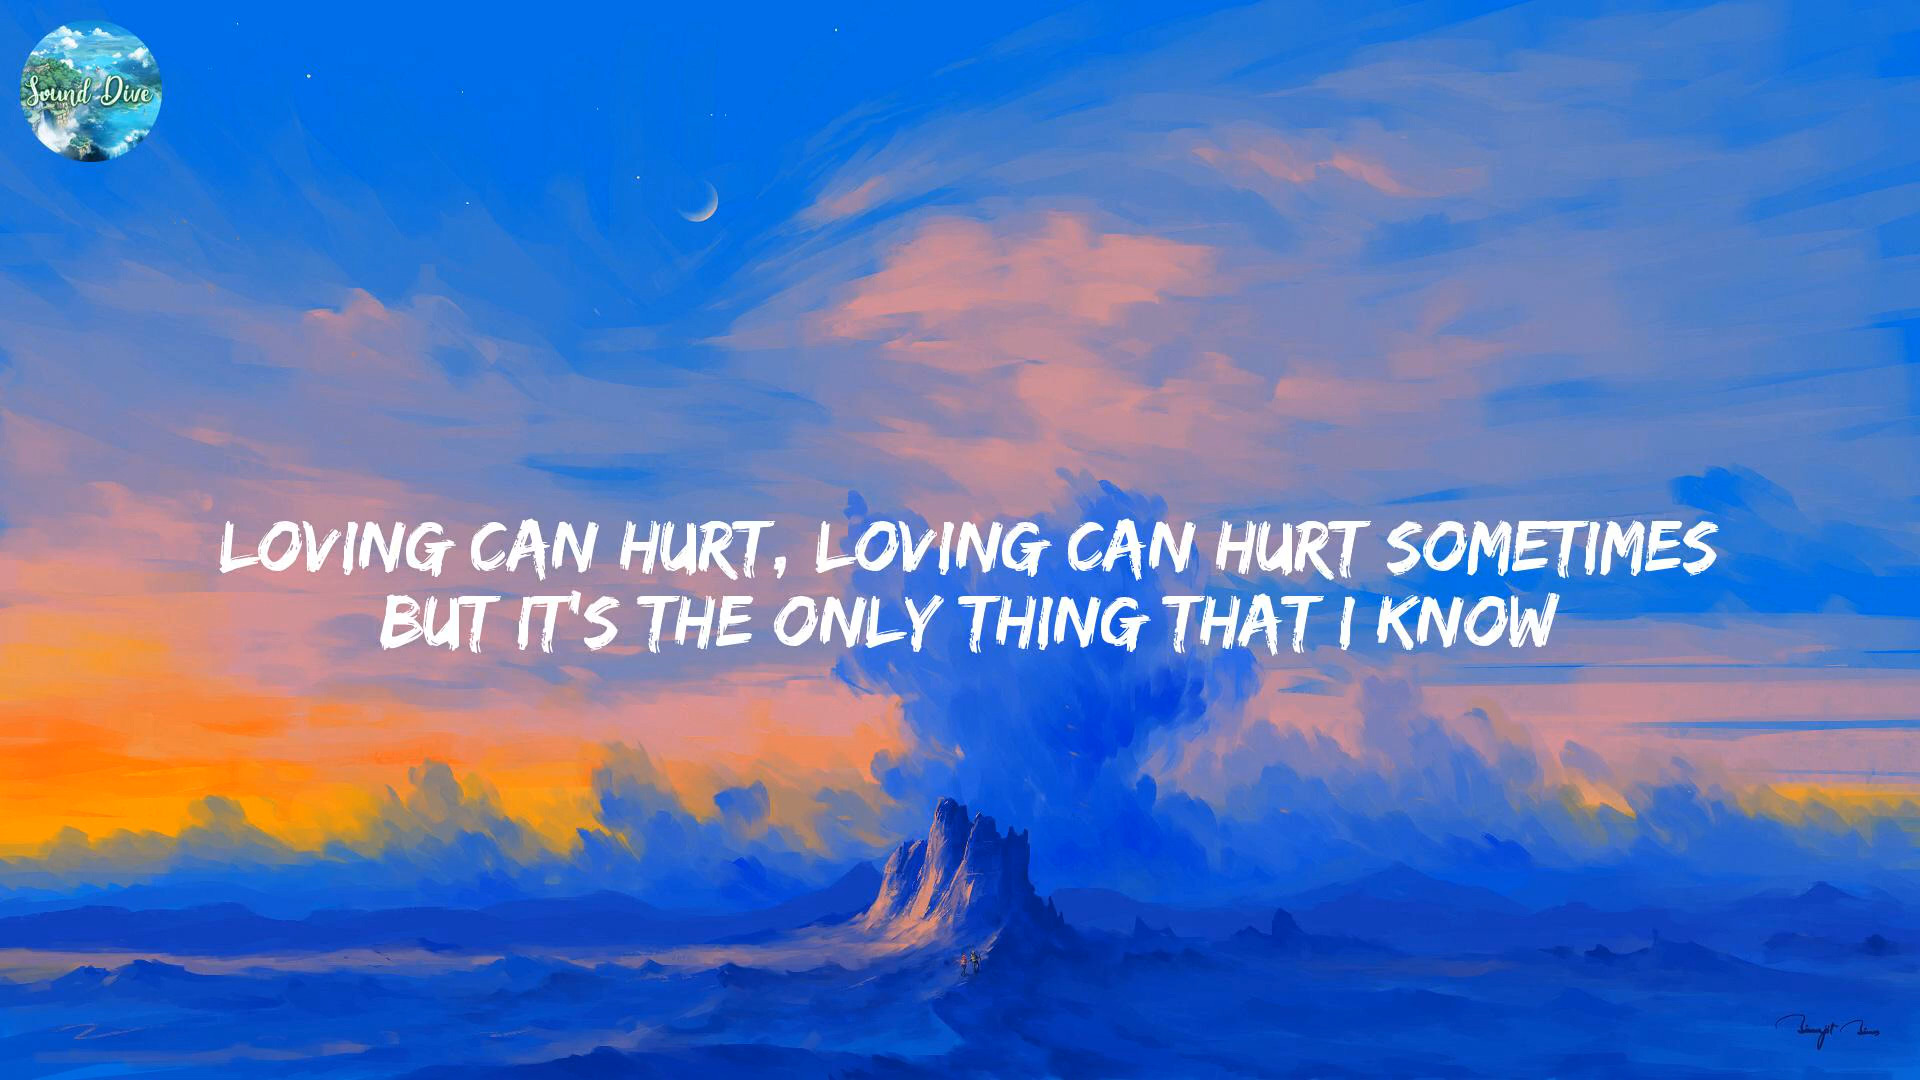 Sound Dive
LOVING CAN HURT, LOVING CAN HURT SOMETIMES
BUT IT'S THE ONLY THING THAT I KNOW